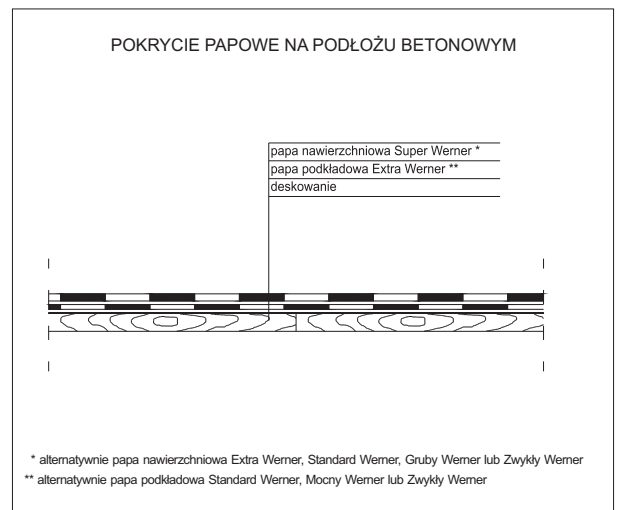 POKRYCIE PAPOWE NA PODŁOŻU BETONOWYM
papa nawierzchniowa Super Werner *
papa podkładowa Extra Werner **
deskowanie
* alternatywnie papa nawierzchniowa Extra Werner, Standard Werner, Gruby Werner lub Zwykły Werner
** alternatywnie papa podkładowa Standard Werner, Mocny Werner lub Zwykły Werner